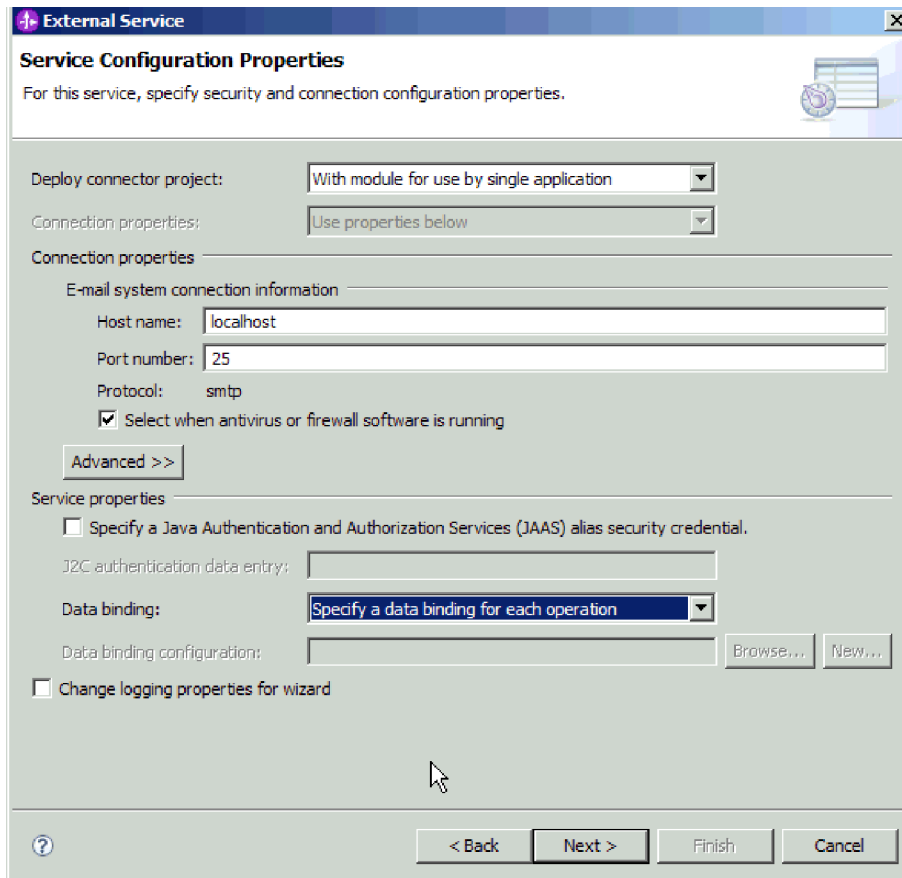 External Service
Service Configuration Properties
For this service, specify security and connection configuration properties.
Deploy connector project: With module for use by single application
Connection properties: Use properties below
Connection properties
E-mail system connection information
Host name: localhost
Port number: 25
Protocol: smtp
Select when antivirus or firewall software is running
Advanced >>
Service properties
Specify a Java Authentication and Authorization Services (JAAS) alias security credential.
J2C authentication data entry:
Data binding: Specify a data binding for each operation
Data binding configuration: Browse... New...
Change logging properties for wizard
? < Back Next > Finish Cancel